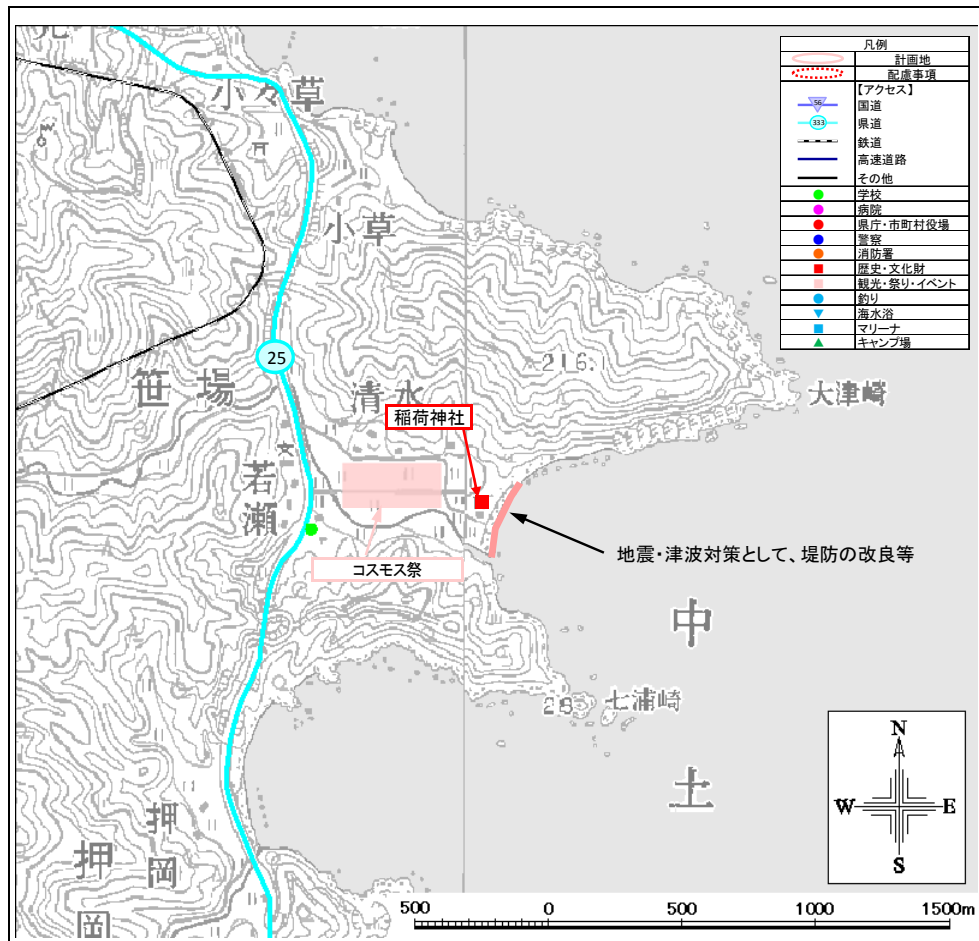 凡例
計画地
配慮事項
【アクセス】
56
国道
333
県道
鉄道
高速道路
その他
学校
病院
県庁・市町村役場
警察
消防署
歴史・文化財
観光・祭り・イベント
釣り
海水浴
マリーナ
キャンプ場
小々草
小草
25
笹場
清水
216.1
大津崎
稲荷神社
若瀬
地震・津波対策として、堤防の改良等
コスモス祭
中
28
七浦崎
土
N
W
E
S
押岡
押岡
500 0 500 1000 1500m